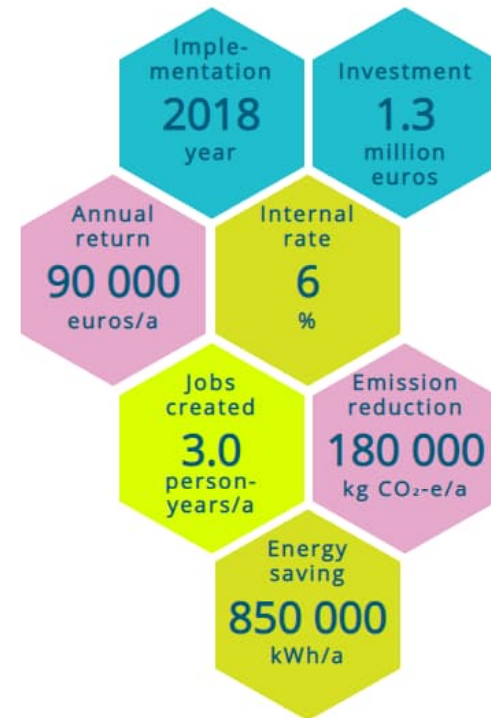 Imple-
mentation
2018
year
Investment
1.3
million
euros
Annual
return
90 000
euros/a
Internal
rate
6
%
Jobs
created
3.0
person-
years/a
Emission
reduction
180 000
kg CO₂-e/a
Energy
saving
850 000
kWh/a